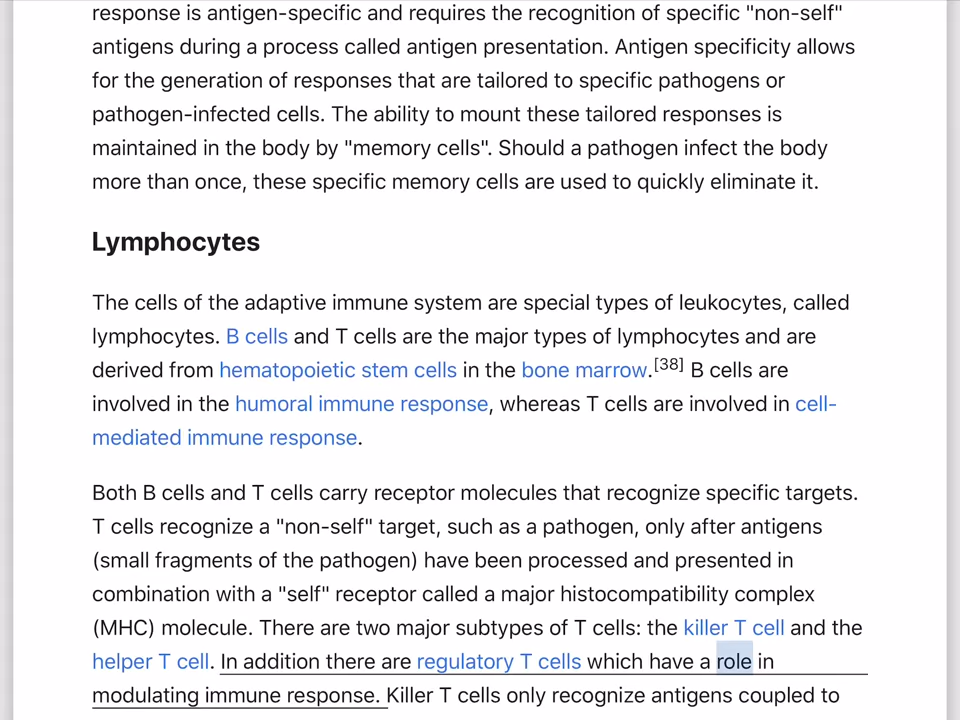 response is antigen-specific and requires the recognition of specific "non-self"
antigens during a process called antigen presentation. Antigen specificity allows
for the generation of responses that are tailored to specific pathogens or
pathogen-infected cells. The ability to mount these tailored responses is
maintained in the body by "memory cells". Should a pathogen infect the body
more than once, these specific memory cells are used to quickly eliminate it.
Lymphocytes
The cells of the adaptive immune system are special types of leukocytes, called
lymphocytes. B cells and T cells are the major types of lymphocytes and are
derived from hematopoietic stem cells in the bone marrow.[38] B cells are
involved in the humoral immune response, whereas T cells are involved in cell-
mediated immune response.
Both B cells and T cells carry receptor molecules that recognize specific targets.
T cells recognize a "non-self" target, such as a pathogen, only after antigens
(small fragments of the pathogen) have been processed and presented in
combination with a "self" receptor called a major histocompatibility complex
(MHC) molecule. There are two major subtypes of T cells: the killer T cell and the
helper T cell. In addition there are regulatory T cells which have a role in
modulating immune response. Killer T cells only recognize antigens coupled to